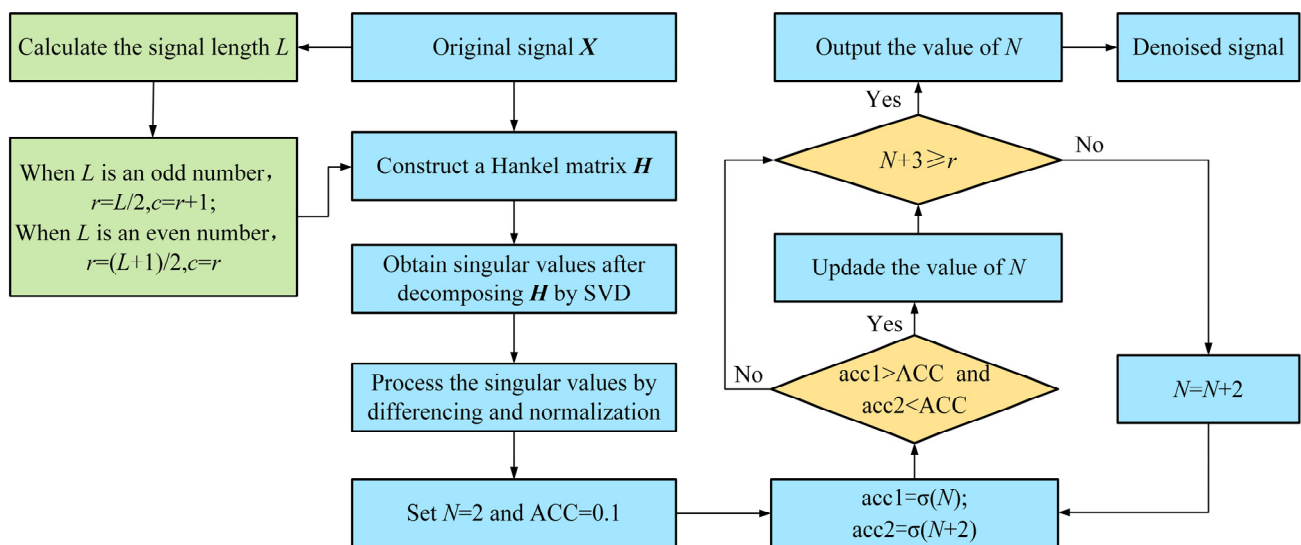 Calculate the signal length L
Original signal X
Output the value of N
Denoised signal
Yes
When L is an odd number，
r=L/2,c=r+1;
When L is an even number，
r=(L+1)/2,c=r
Construct a Hankel matrix H
N+3≥r
No
Obtain singular values after
decomposing H by SVD
Updade the value of N
Yes
Process the singular values by
differencing and normalization
No
acc1>ACC and
acc2<ACC
N=N+2
Set N=2 and ACC=0.1
acc1=σ(N);
acc2=σ(N+2)